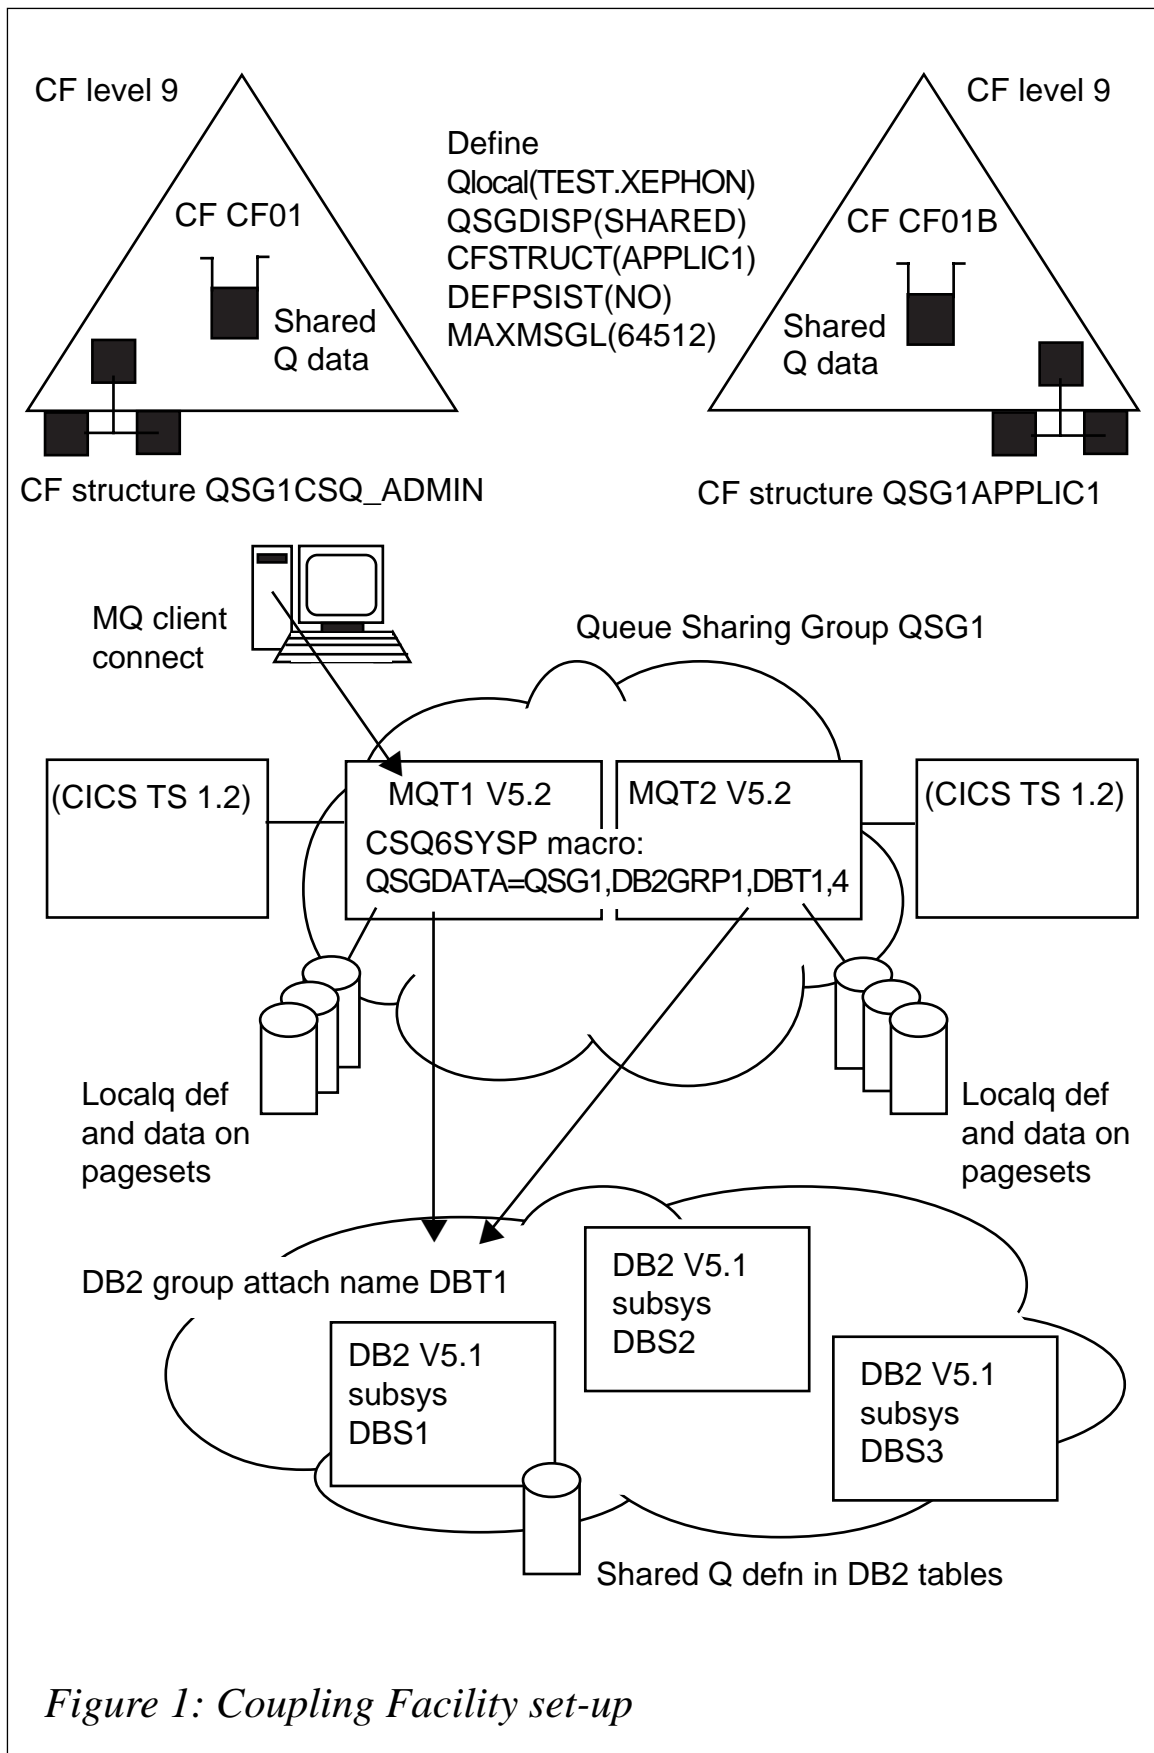 CF level 9
CF level 9
Define
Qlocal(TEST.XEPHON)
QSGDISP(SHARED)
CFSTRUCT(APPLIC1)
DEFPSIST(NO)
MAXMSGL(64512)
CF CF01
Shared
Q data
CF CF01B
Shared
Q data
CF structure QSG1CSQ_ADMIN
CF structure QSG1APPLIC1
MQ client
connect
Queue Sharing Group QSG1
(CICS TS 1.2)
MQT1 V5.2
MQT2 V5.2
(CICS TS 1.2)
CSQ6SYSP macro:
QSGDATA=QSG1,DB2GRP1,DBT1,4
Localq def
and data on
pagesets
Localq def
and data on
pagesets
DB2 group attach name DBT1
DB2 V5.1
subsys
DBS2
DB2 V5.1
subsys
DBS1
DB2 V5.1
subsys
DBS3
Shared Q defn in DB2 tables
Figure 1: Coupling Facility set-up